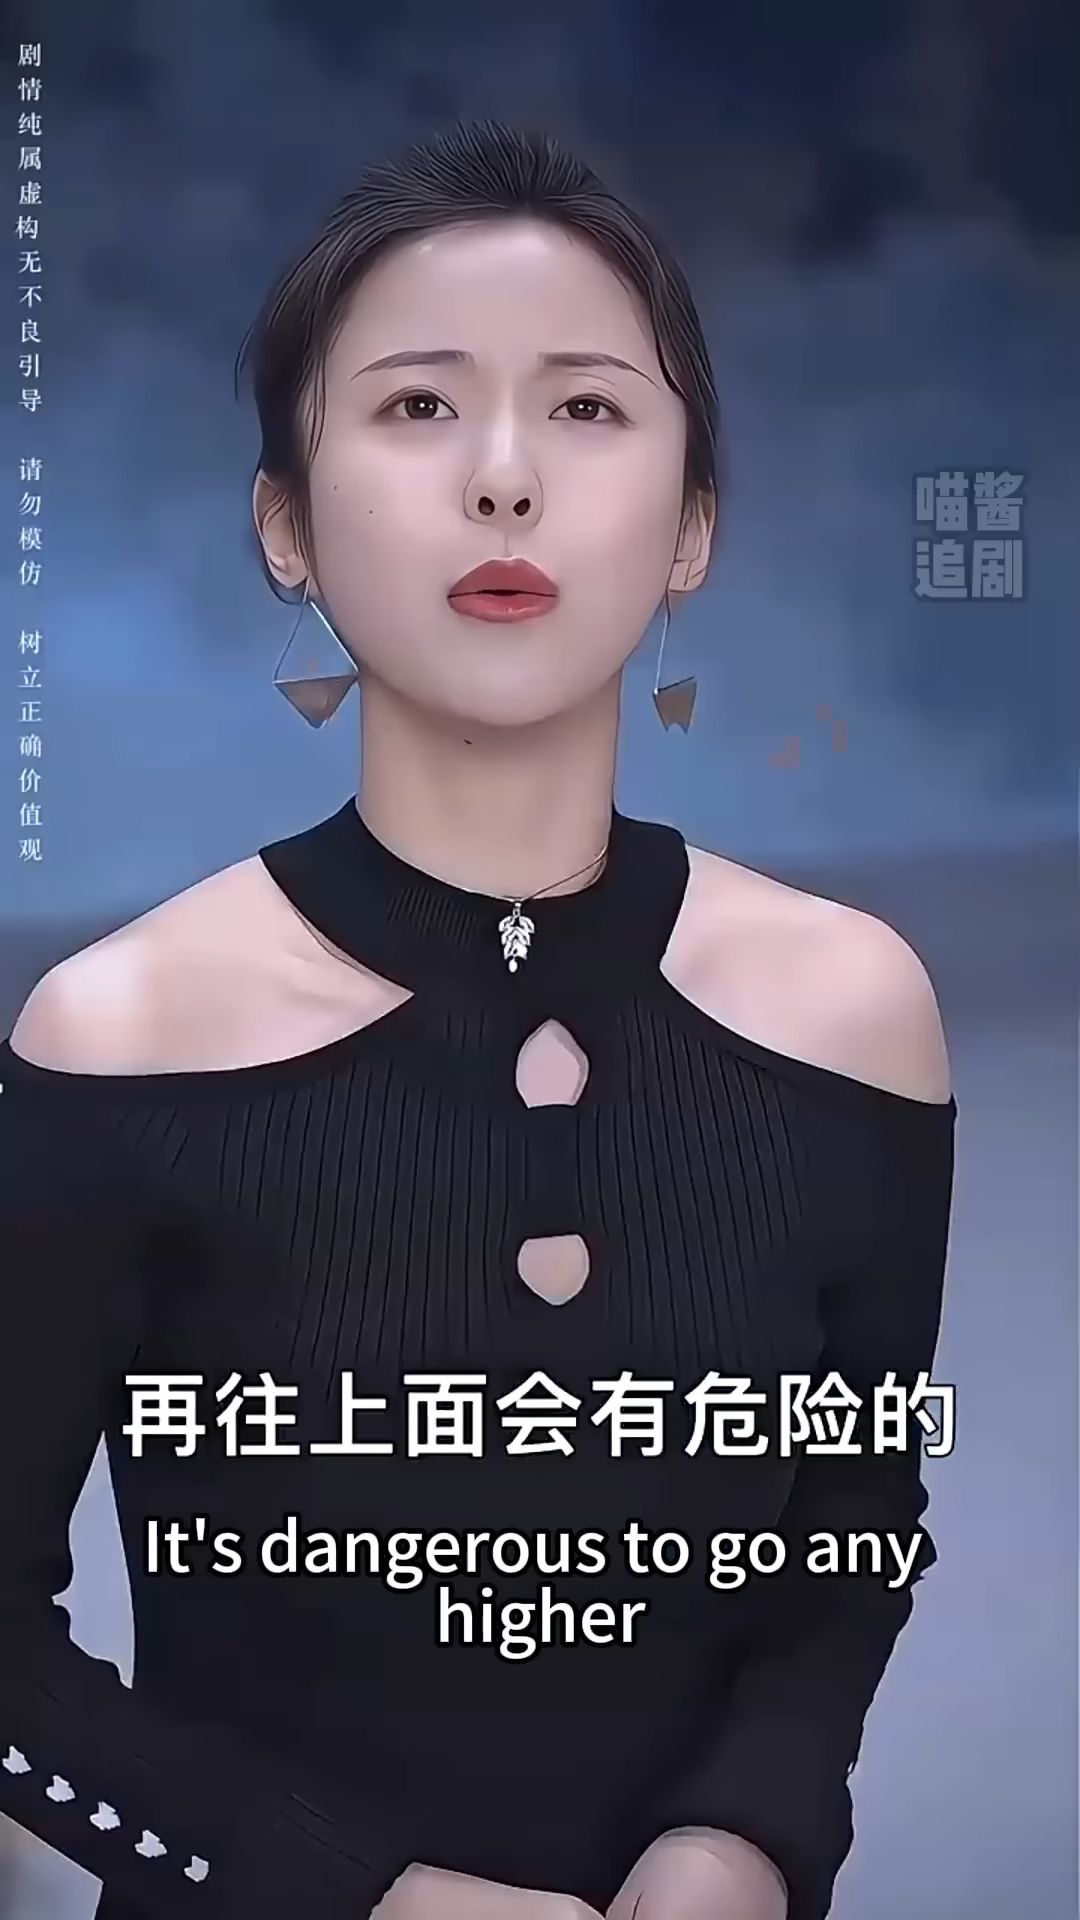 剧情纯属虚构无不良引导 请勿模仿 树立正确价值观
喵酱
追剧
再往上面会有危险的
It's dangerous to go any
higher